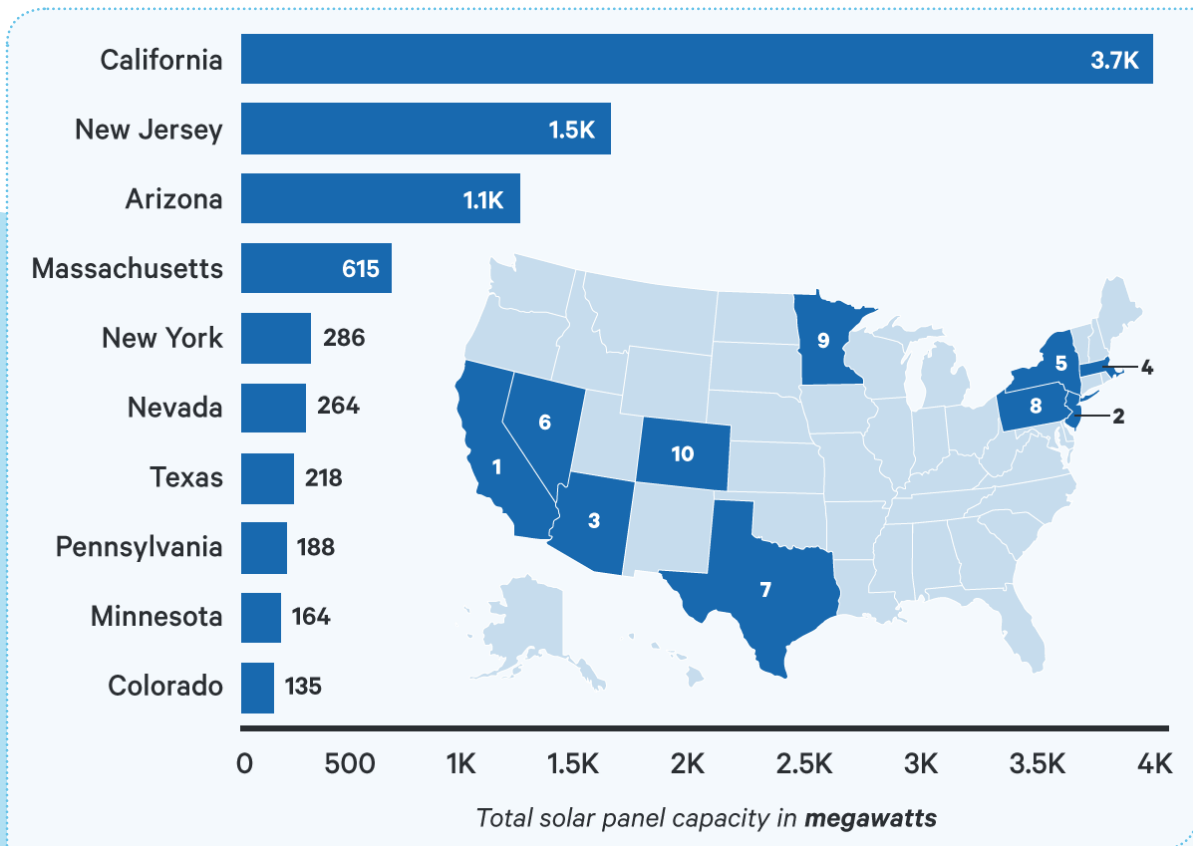 California 3.7K
New Jersey 1.5K
Arizona 1.1K
Massachusetts 615
New York 286
Nevada 264
Texas 218
Pennsylvania 188
Minnesota 164
Colorado 135
9
5
4
8
2
6
10
1
3
7
0 500 1K 1.5K 2K 2.5K 3K 3.5K 4K
Total solar panel capacity in megawatts